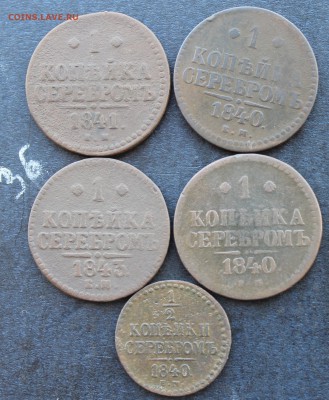 COINS.LAVE.RU
1
КОПѢЙКА
СЕРЕБРОМЪ
1841.
1
КОПѢЙКА
СЕРЕБРОМЪ
1840.
1
КОПѢЙКА
СЕРЕБРОМЪ
1843.
1
КОПѢЙКА
СЕРЕБРОМЪ
1840.
36
1/2
КОПѢЙКИ
СЕРЕБРОМЪ
1840.